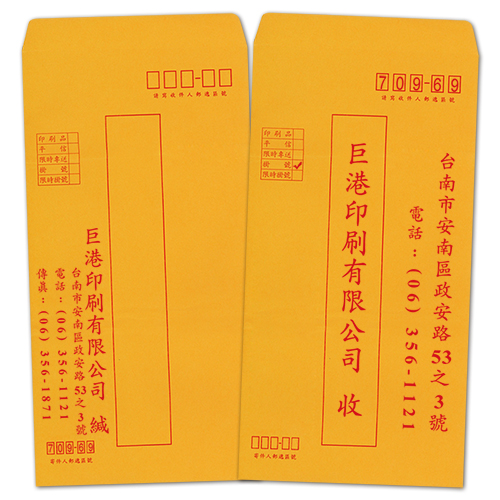 請寫收件人郵遞區號
印刷品
平信
限時專送
掛號
限時掛號
巨港印刷有限公司 緘
台南市安南區政安路53之3號
電話：(06) 356-1121
傳真：(06) 356-1871
709-69
寄件人郵遞區號
709-69
請寫收件人郵遞區號
台南市安南區政安路53之3號
電話：(06) 356-1121
巨港印刷有限公司 收
印刷品
平信
限時專送
掛號
限時掛號
寄件人郵遞區號